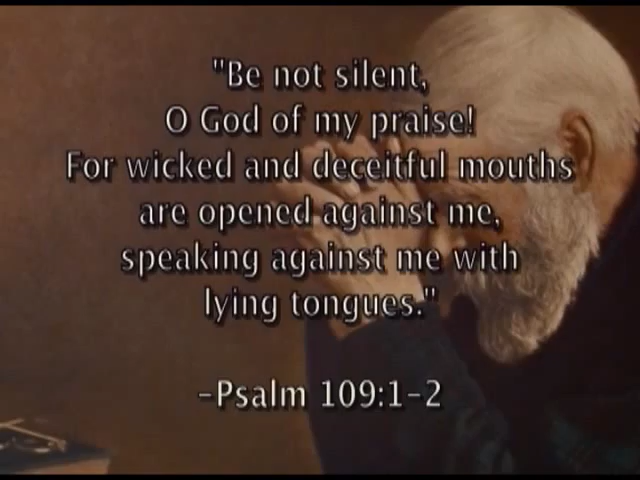 "Be not silent,
O God of my praise!
For wicked and deceitful mouths
are opened against me,
speaking against me with
lying tongues."
-Psalm 109:1-2